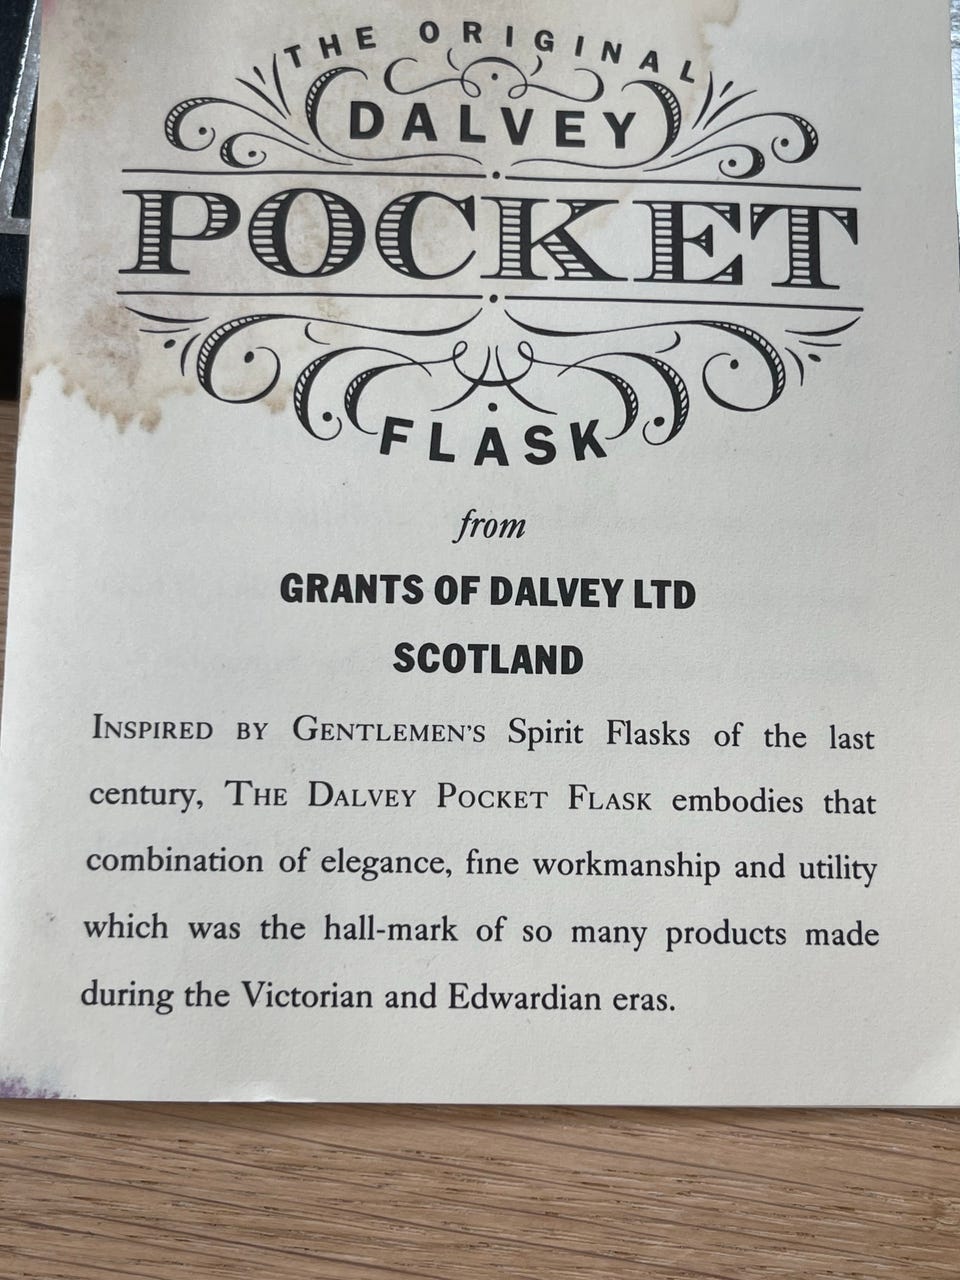 THE ORIGINAL
DALVEY
POCKET
FLASK
from
GRANTS OF DALVEY LTD
SCOTLAND
INSPIRED BY GENTLEMEN'S Spirit Flasks of the last
century, THE DALVEY POCKET FLASK embodies that
combination of elegance, fine workmanship and utility
which was the hall-mark of so many products made
during the Victorian and Edwardian eras.